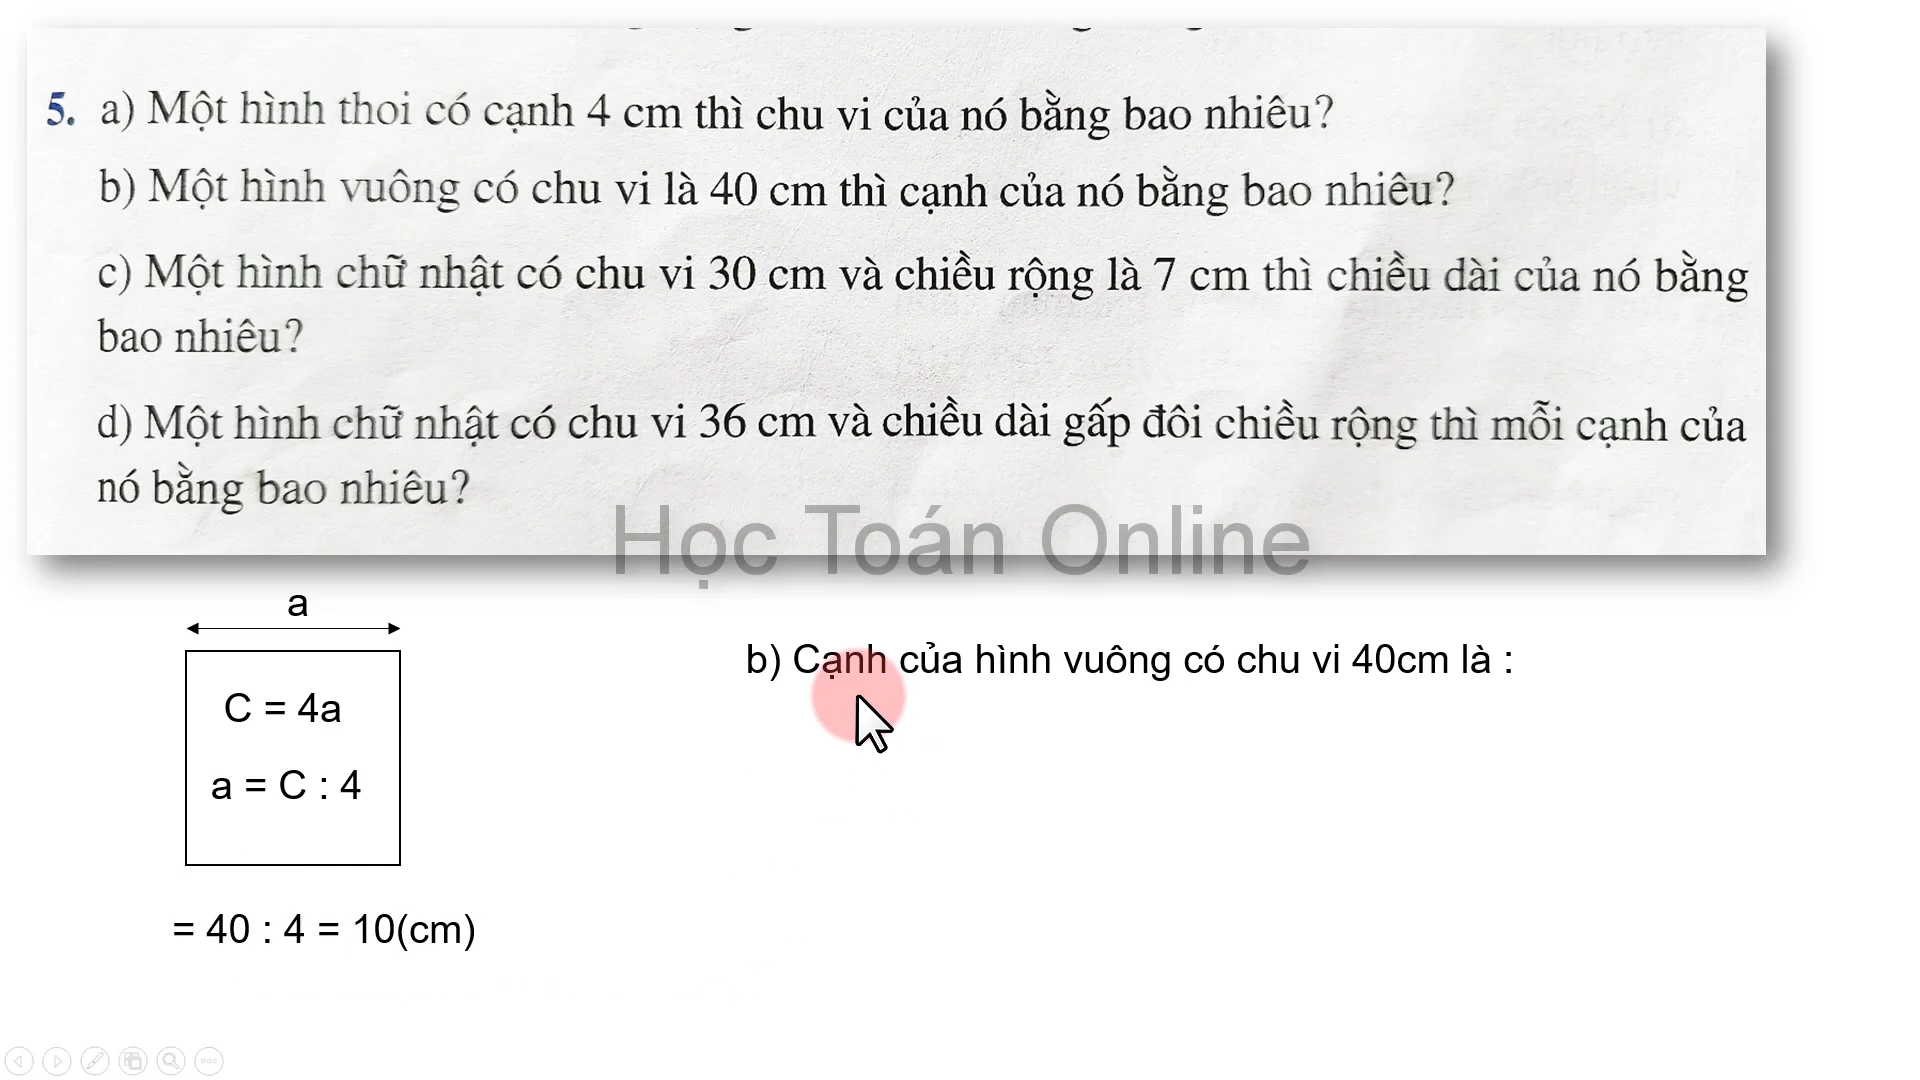 5. a) Một hình thoi có cạnh 4 cm thì chu vi của nó bằng bao nhiêu?
b) Một hình vuông có chu vi là 40 cm thì cạnh của nó bằng bao nhiêu?
c) Một hình chữ nhật có chu vi 30 cm và chiều rộng là 7 cm thì chiều dài của nó bằng
bao nhiêu?
d) Một hình chữ nhật có chu vi 36 cm và chiều dài gấp đôi chiều rộng thì mỗi cạnh của
nó bằng bao nhiêu?
Học Toán Online
a
C = 4a
a = C : 4
= 40 : 4 = 10(cm)
b) Cạnh của hình vuông có chu vi 40cm là :